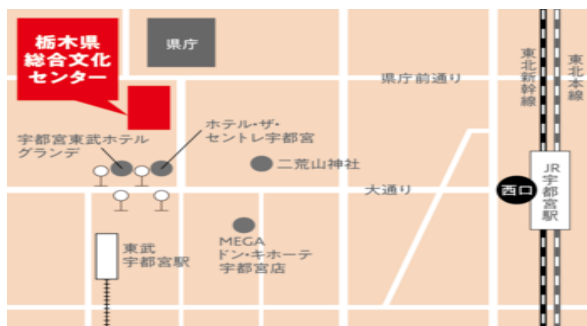 栃木県
総合文化
センター
県庁
県庁前通り
東北新幹線
東北本線
宇都宮東武ホテル
グランデ
ホテル・ザ・
セントレ宇都宮
二荒山神社
大通り
西口
JR宇都宮駅
東武
宇都宮駅
MEGA
ドン・キホーテ
宇都宮店